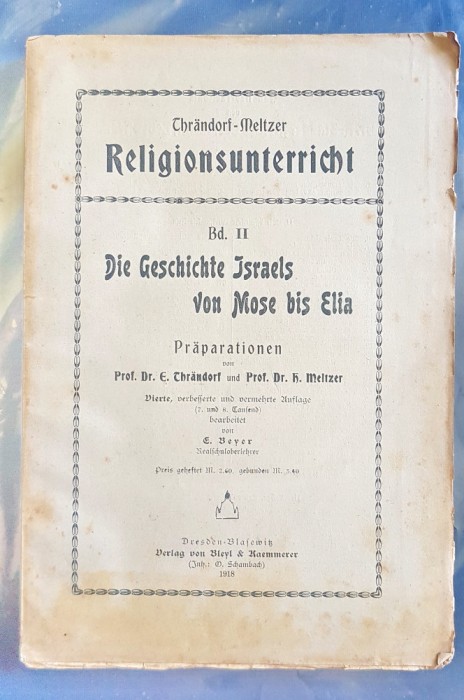 Thrändorf-Meltzer
Religionsunterricht
Bd. II
Die Geschichte Israels
von Mose bis Elia
Präparationen
von
Prof. Dr. E. Thrändorf und Prof. Dr. H. Meltzer
Vierte, verbesserte und vermehrte Auflage
(7. und 8. Tausend)
bearbeitet
von
E. Beyer
Realschuloberlehrer
Preis geheftet M. 2.60, gebunden M. 3.40
Dresden-Blasewitz
Verlag von Bleyl & Kaemmerer
(Inh.: O. Schambach)
1918